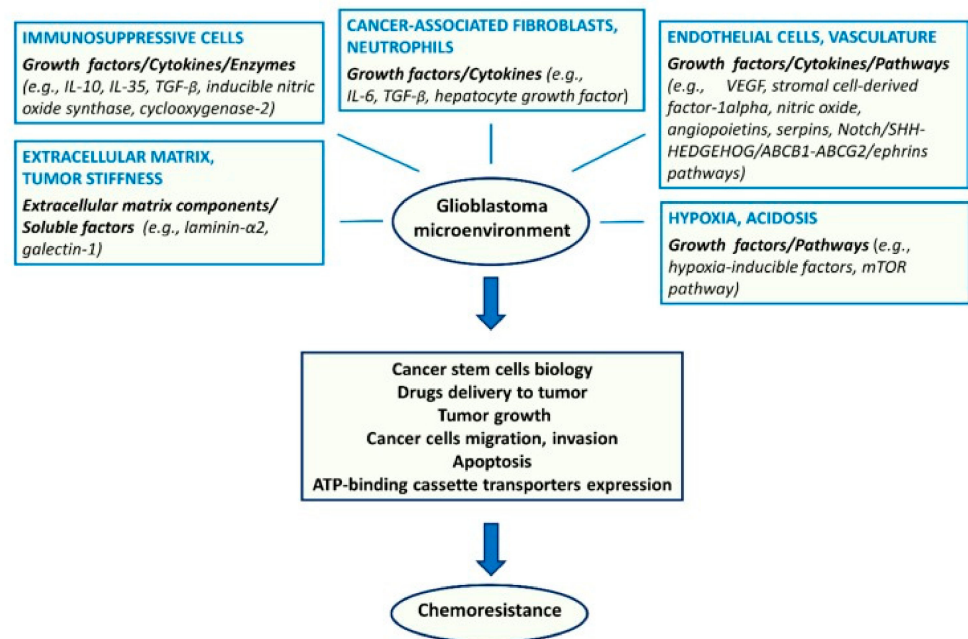 IMMUNOSUPPRESSIVE CELLS
Growth factors/Cytokines/Enzymes
(e.g., IL-10, IL-35, TGF-β, inducible nitric
oxide synthase, cyclooxygenase-2)
CANCER-ASSOCIATED FIBROBLASTS,
NEUTROPHILS
Growth factors/Cytokines (e.g.,
IL-6, TGF-β, hepatocyte growth factor)
ENDOTHELIAL CELLS, VASCULATURE
Growth factors/Cytokines/Pathways
(e.g., VEGF, stromal cell-derived
factor-1alpha, nitric oxide,
angiopoietins, serpins, Notch/SHH-
HEDGEHOG/ABCB1-ABCG2/ephrins
pathways)
EXTRACELLULAR MATRIX,
TUMOR STIFFNESS
Extracellular matrix components/
Soluble factors (e.g., laminin-α2,
galectin-1)
Glioblastoma
microenvironment
HYPOXIA, ACIDOSIS
Growth factors/Pathways (e.g.,
hypoxia-inducible factors, mTOR
pathway)
Cancer stem cells biology
Drugs delivery to tumor
Tumor growth
Cancer cells migration, invasion
Apoptosis
ATP-binding cassette transporters expression
Chemoresistance